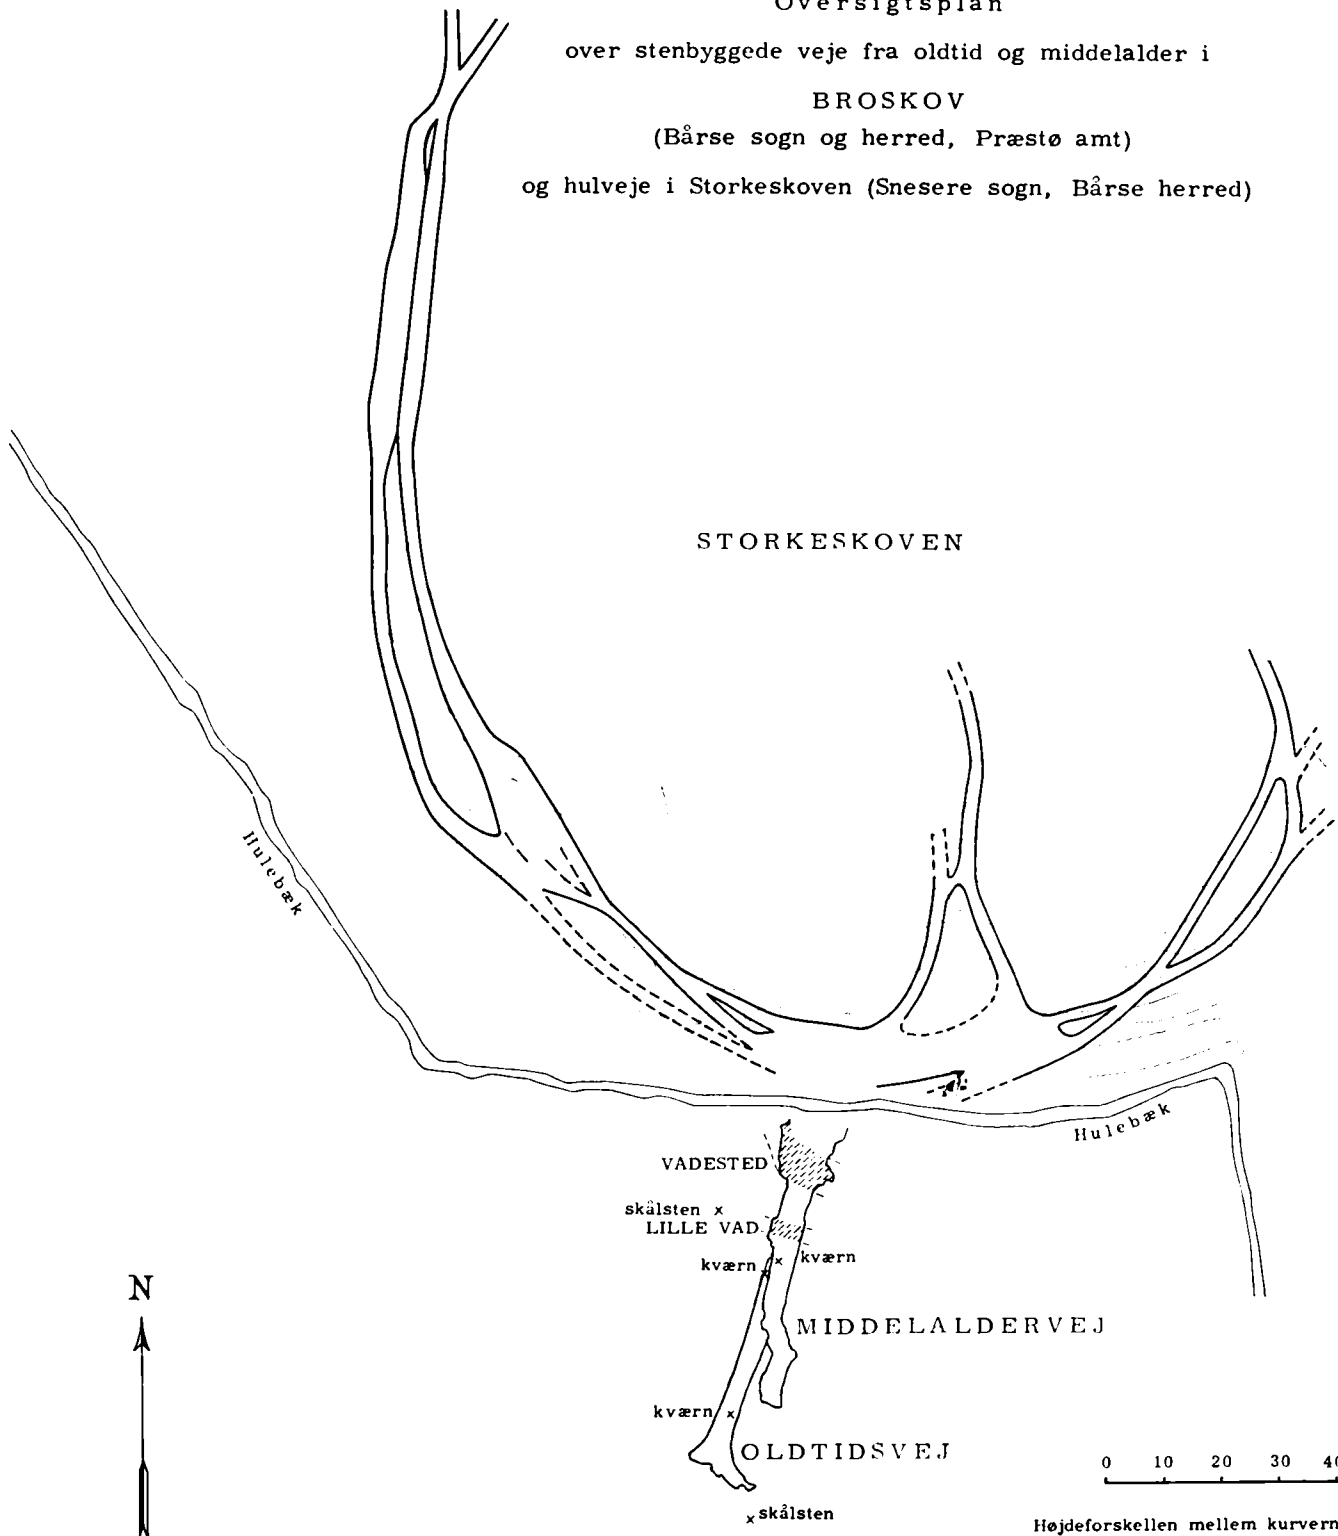 Oversigtsplan
over stenbyggede veje fra oldtid og middelalder i
BROSKOV
(Bårse sogn og herred, Præstø amt)
og hulveje i Storkeskoven (Snesere sogn, Bårse herred)
STORKESKOVEN
Hulebæk
Hulebæk
VADESTED
skålsten x
LILLE VAD
kværn x
x kværn
N
MIDDELALDERVEJ
kværn x
OLDTIDSVEJ
0 10 20 30 40
x skålsten
Højdeforskellen mellem kurvern